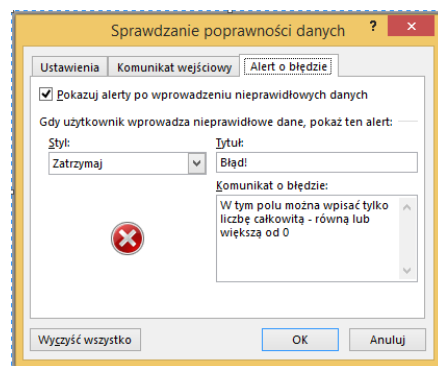 Sprawdzanie poprawności danych ? ×
Ustawienia Komunikat wejściowy Alert o błędzie
Pokazuj alerty po wprowadzeniu nieprawidłowych danych
Gdy użytkownik wprowadza nieprawidłowe dane, pokaż ten alert:
Styl: Tytuł:
Zatrzymaj Błąd!
Komunikat o błędzie:
W tym polu można wpisać tylko
liczbę całkowitą - równą lub
większą od 0
Wyczyść wszystko OK Anuluj